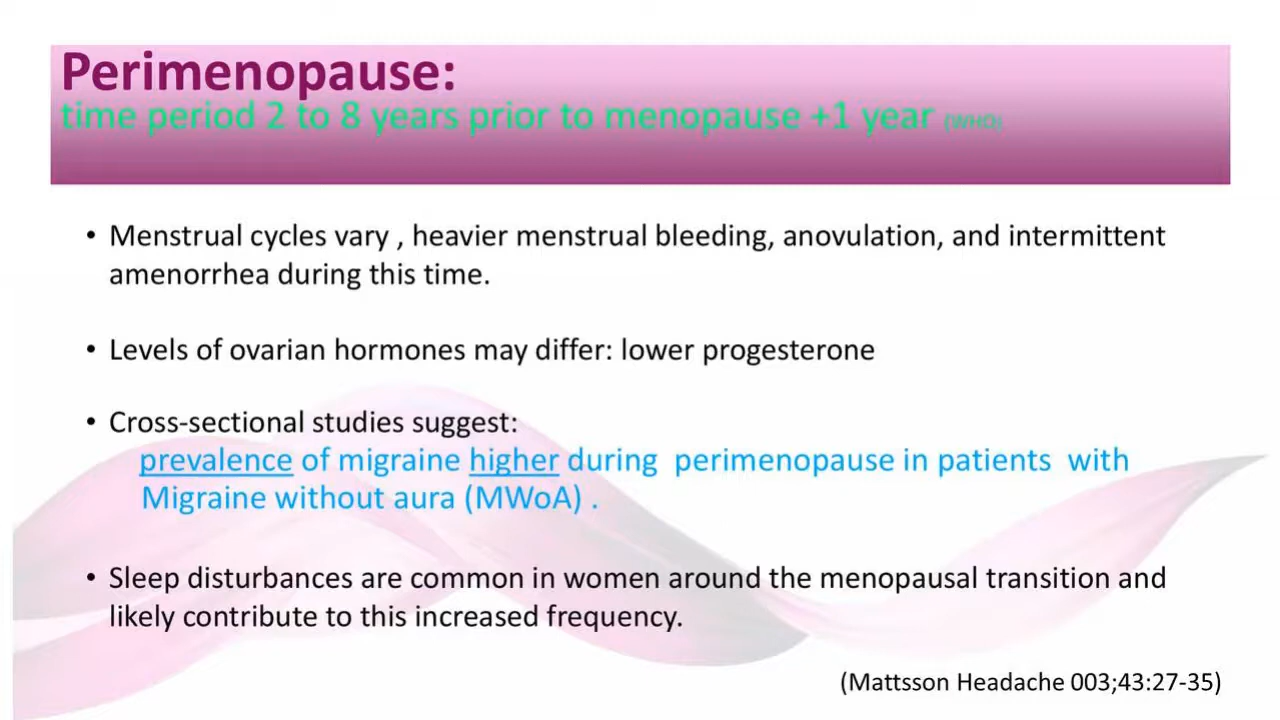 Perimenopause:
time period 2 to 8 years prior to menopause +1 year (WHO).
• Menstrual cycles vary , heavier menstrual bleeding, anovulation, and intermittent
amenorrhea during this time.
• Levels of ovarian hormones may differ: lower progesterone
• Cross-sectional studies suggest:
prevalence of migraine higher during perimenopause in patients with
Migraine without aura (MWoA) .
• Sleep disturbances are common in women around the menopausal transition and
likely contribute to this increased frequency.
(Mattsson Headache 003;43:27-35)